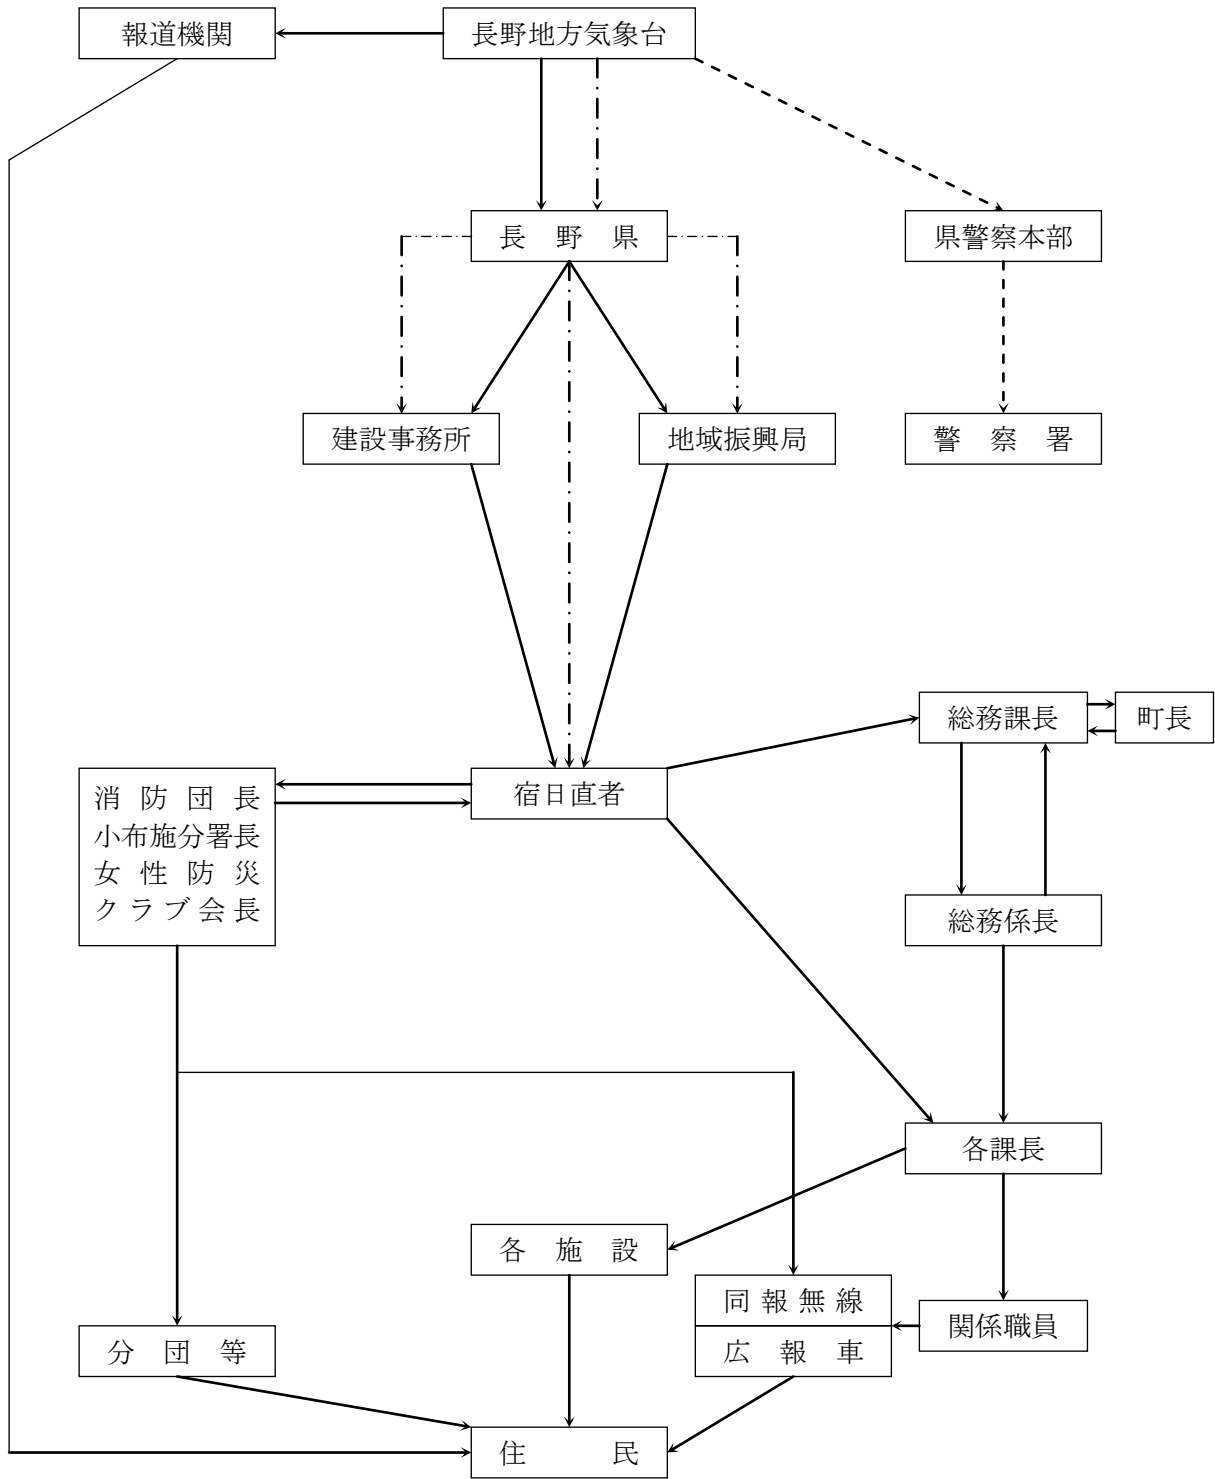 報道機関
長野地方気象台
長野県
県警察本部
建設事務所
地域振興局
警察署
総務課長
町長
宿日直者
消防団長
小布施分署長
女性防災
クラブ会長
総務係長
各課長
各施設
同報無線
広報車
関係職員
分団等
住民